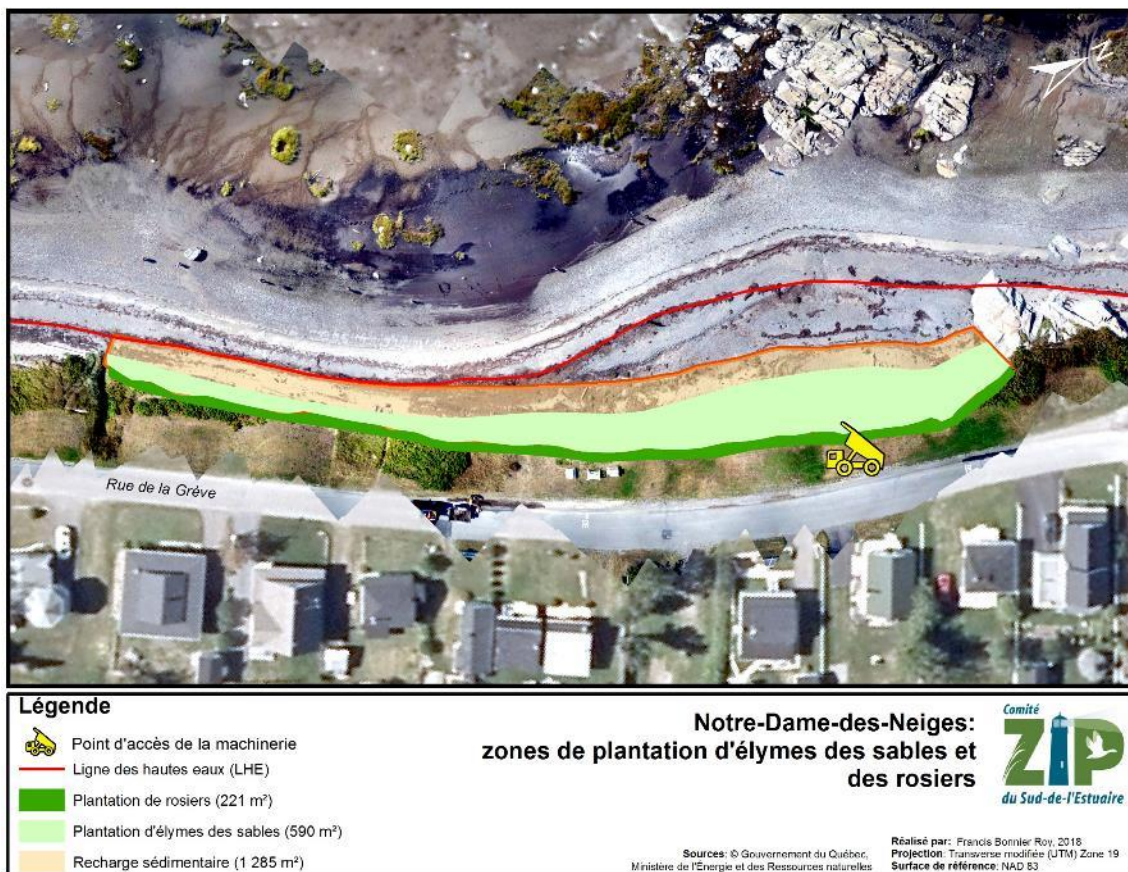 N
Rue de la Grève
Légende
Point d'accès de la machinerie
Ligne des hautes eaux (LHE)
Plantation de rosiers (221 m²)
Plantation d'élymes des sables (590 m²)
Recharge sédimentaire (1 285 m²)
Notre-Dame-des-Neiges:
zones de plantation d'élymes des sables et
des rosiers
Comité
ZIP
du Sud-de-l'Estuaire
Sources: © Gouvernement du Québec,
Ministère de l'Énergie et des Ressources naturelles
Réalisé par: Francis Bonnier Roy, 2018
Projection: Transverse modifiée (UTM) Zone 19
Surface de référence: NAD 83